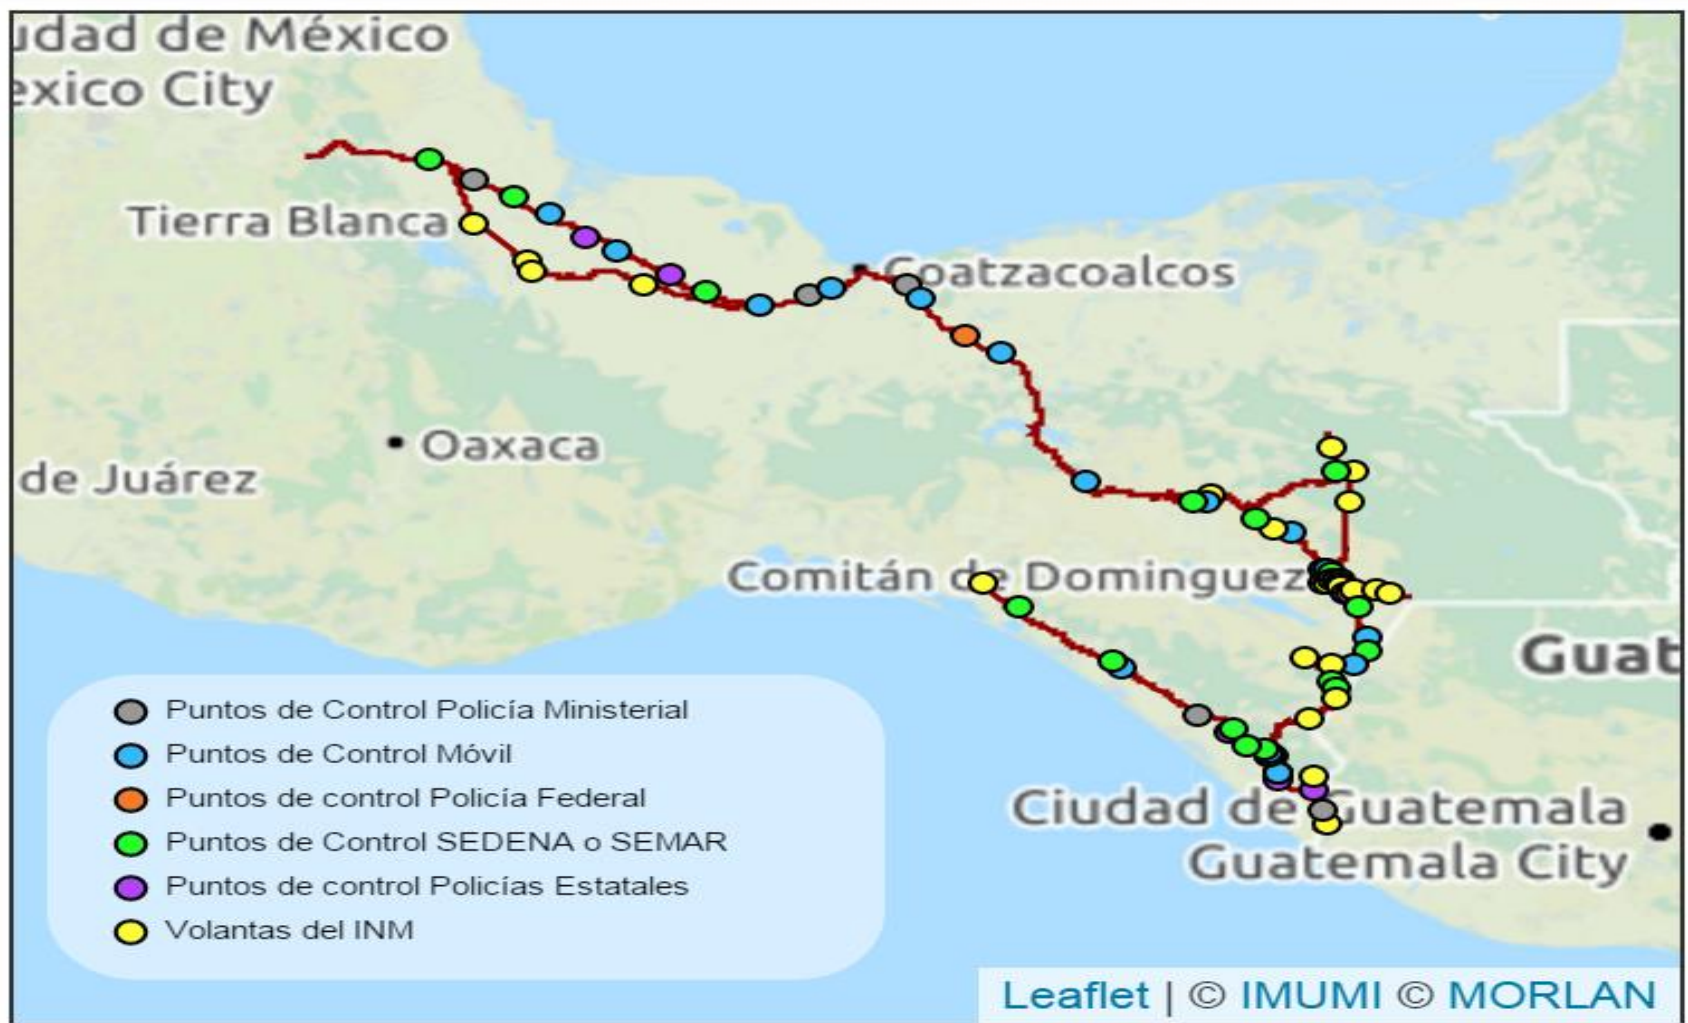 udad de México
exico City
Tierra Blanca
Coatzacoalcos
Oaxaca
de Juárez
Comitán de Dominguez
Guat
Ciudad de Guatemala
Guatemala City
Puntos de Control Policía Ministerial
Puntos de Control Móvil
Puntos de control Policía Federal
Puntos de Control SEDENA o SEMAR
Puntos de control Policías Estatales
Volantas del INM
Leaflet | © IMUMI © MORLAN